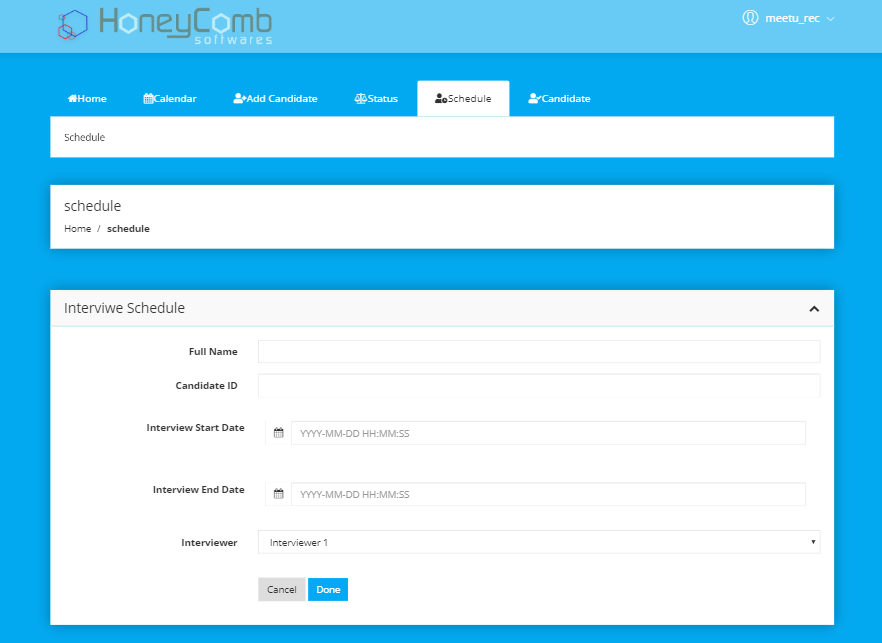 HoneyComb
softwares
meetu_rec
Home Calendar Add Candidate Status Schedule Candidate
Schedule
schedule
Home / schedule
Interviwe Schedule
Full Name
Candidate ID
Interview Start Date YYYY-MM-DD HH:MM:SS
Interview End Date YYYY-MM-DD HH:MM:SS
Interviewer Interviewer 1
Cancel Done